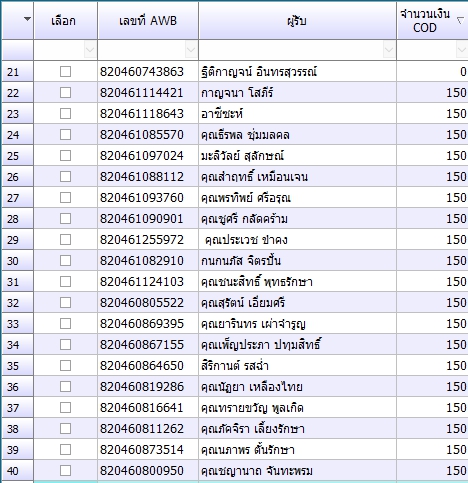 เลือก เลขที่ AWB ผู้รับ จำนวนเงิน COD
21 820460743863 ฐิติกาญจน์ อินทรสุวรรณ์ 0
22 820461114421 กาญจนา โสภีร์ 150
23 820461118643 อาซีซะห์ 150
24 820461085570 คุณธีรพล ชุ่มมลคล 150
25 820461097024 มะลิวัลย์ สุลักษณ์ 150
26 820461088112 คุณสำฤทธิ์ เหมือนเจน 150
27 820461093760 คุณพรทิพย์ ศรีอรุณ 150
28 820461090901 คุณชูศรี กลัดคร้าม 150
29 820461255972 คุณประเวช ขำคง 150
30 820461082910 กนกนภัส จิตรปั้น 150
31 820461124103 คุณชนะสิทธิ์ พุทธรักษา 150
32 820460805522 คุณสุรัตน์ เอี่ยมศรี 150
33 820460869395 คุณยารินทร เผ่าจำรูญ 150
34 820460867155 คุณเพ็ญประภา ปทุมสิทธิ์ 150
35 820460864650 สิริกานต์ รสฉ่ำ 150
36 820460819286 คุณนัฏยา เหลืองไทย 150
37 820460816641 คุณทรายขวัญ พูลเกิด 150
38 820460811262 คุณภัคจิรา เลี้ยงรักษา 150
39 820460873514 คุณนภาพร ตั้นรักษา 150
40 820460800950 คุณชญานาถ จันทะพรม 150